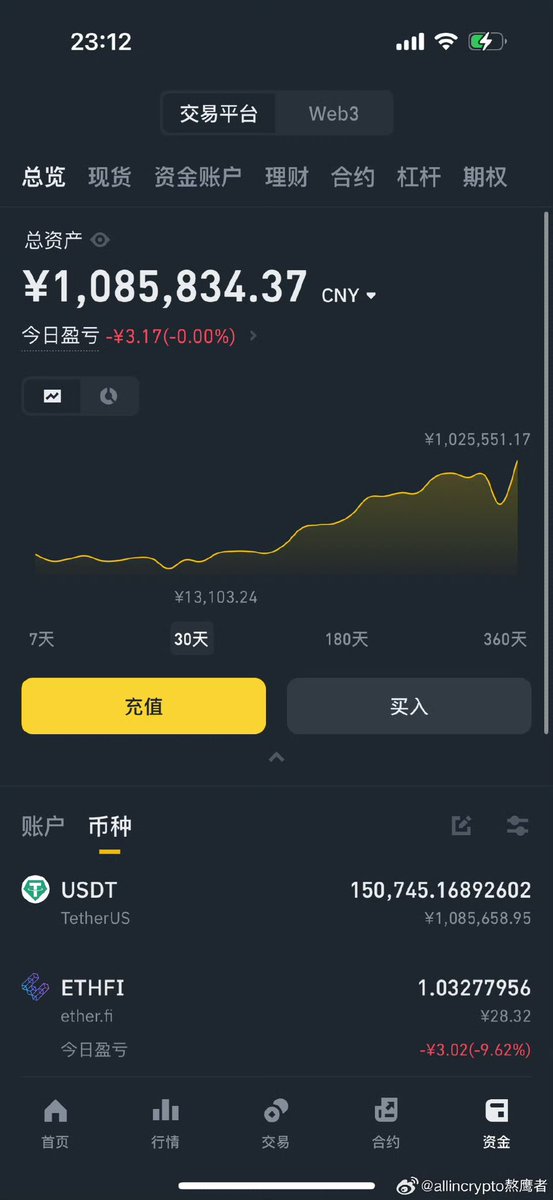 23:12
交易平台 Web3
总览 现货 资金账户 理财 合约 杠杆 期权
总资产
¥1,085,834.37 CNY
今日盈亏 -¥3.17(-0.00%)
¥1,025,551.17
¥13,103.24
7天 30天 180天 360天
充值 买入
账户 币种
USDT 150,745.16892602
TetherUS ¥1,085,658.95
ETHFI 1.03277956
ether.fi ¥28.32
今日盈亏 -¥3.02(-9.62%)
首页 行情 交易 合约 资金
@allincrypto熬鹰者